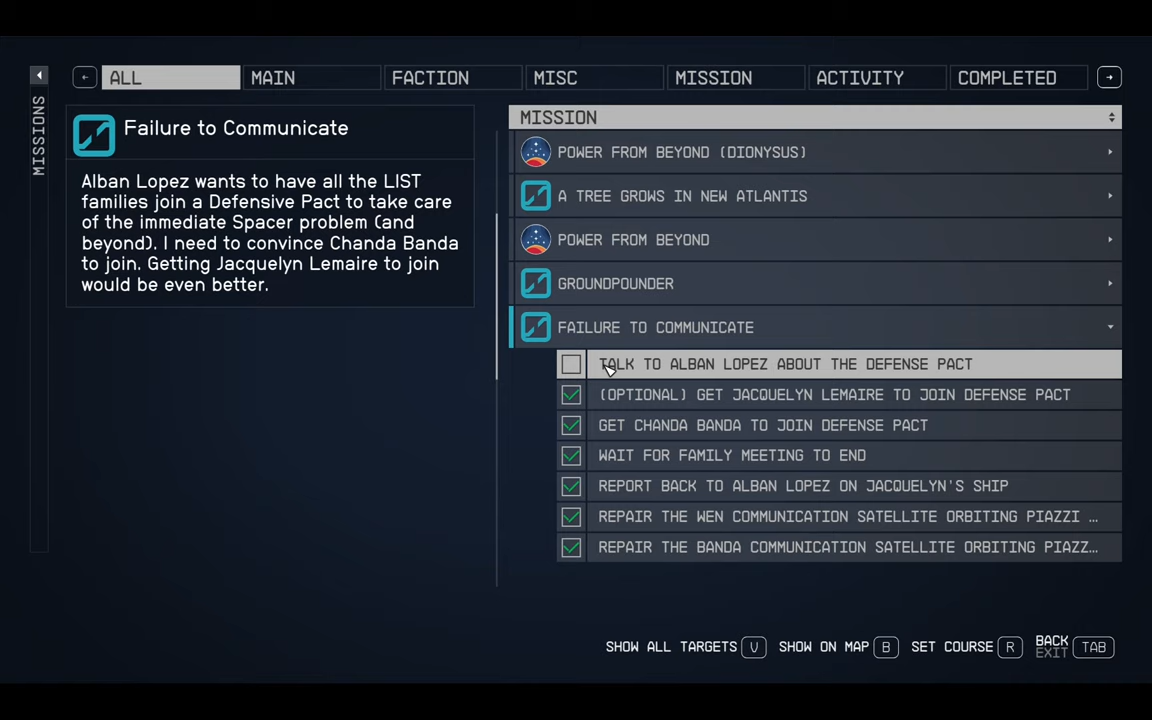 ALL
MAIN
FACTION
MISC
MISSION
ACTIVITY
COMPLETED
MISSIONS
Failure to Communicate
Alban Lopez wants to have all the LIST
families join a Defensive Pact to take care
of the immediate Spacer problem (and
beyond). I need to convince Chanda Banda
to join. Getting Jacquelyn Lemaire to join
would be even better.
MISSION
POWER FROM BEYOND (DIONYSUS)
A TREE GROWS IN NEW ATLANTIS
POWER FROM BEYOND
GROUNDPOUNDER
FAILURE TO COMMUNICATE
TALK TO ALBAN LOPEZ ABOUT THE DEFENSE PACT
(OPTIONAL) GET JACQUELYN LEMAIRE TO JOIN DEFENSE PACT
GET CHANDA BANDA TO JOIN DEFENSE PACT
WAIT FOR FAMILY MEETING TO END
REPORT BACK TO ALBAN LOPEZ ON JACQUELYN'S SHIP
REPAIR THE WEN COMMUNICATION SATELLITE ORBITING PIAZZI ...
REPAIR THE BANDA COMMUNICATION SATELLITE ORBITING PIAZZ...
SHOW ALL TARGETS V SHOW ON MAP B SET COURSE R BACK TAB
EXIT